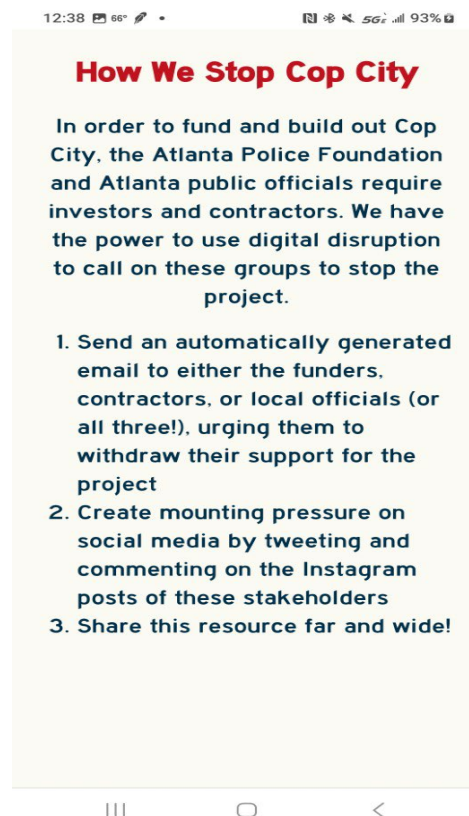 12:38 66°
5G 93%
How We Stop Cop City
In order to fund and build out Cop
City, the Atlanta Police Foundation
and Atlanta public officials require
investors and contractors. We have
the power to use digital disruption
to call on these groups to stop the
project.
1. Send an automatically generated
email to either the funders,
contractors, or local officials (or
all three!), urging them to
withdraw their support for the
project
2. Create mounting pressure on
social media by tweeting and
commenting on the Instagram
posts of these stakeholders
3. Share this resource far and wide!